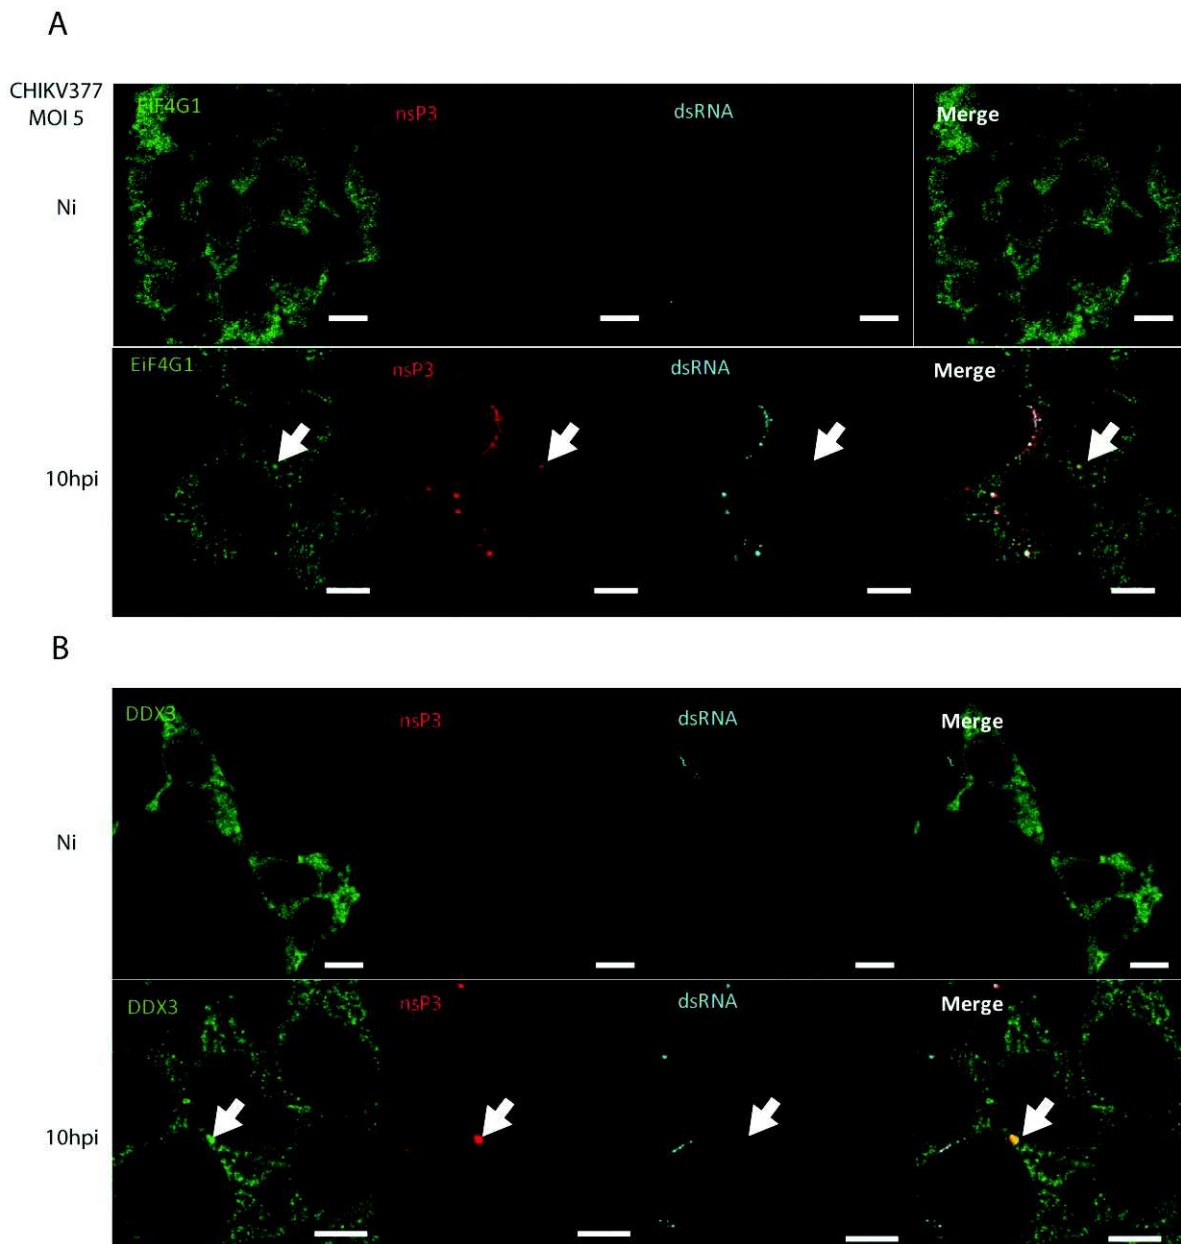 A
CHIKV377
MOI 5
EiF4G1 nsP3 dsRNA Merge
Ni
EiF4G1 nsP3 dsRNA Merge
10hpi
B
DDX3 nsP3 dsRNA Merge
Ni
DDX3 nsP3 dsRNA Merge
10hpi